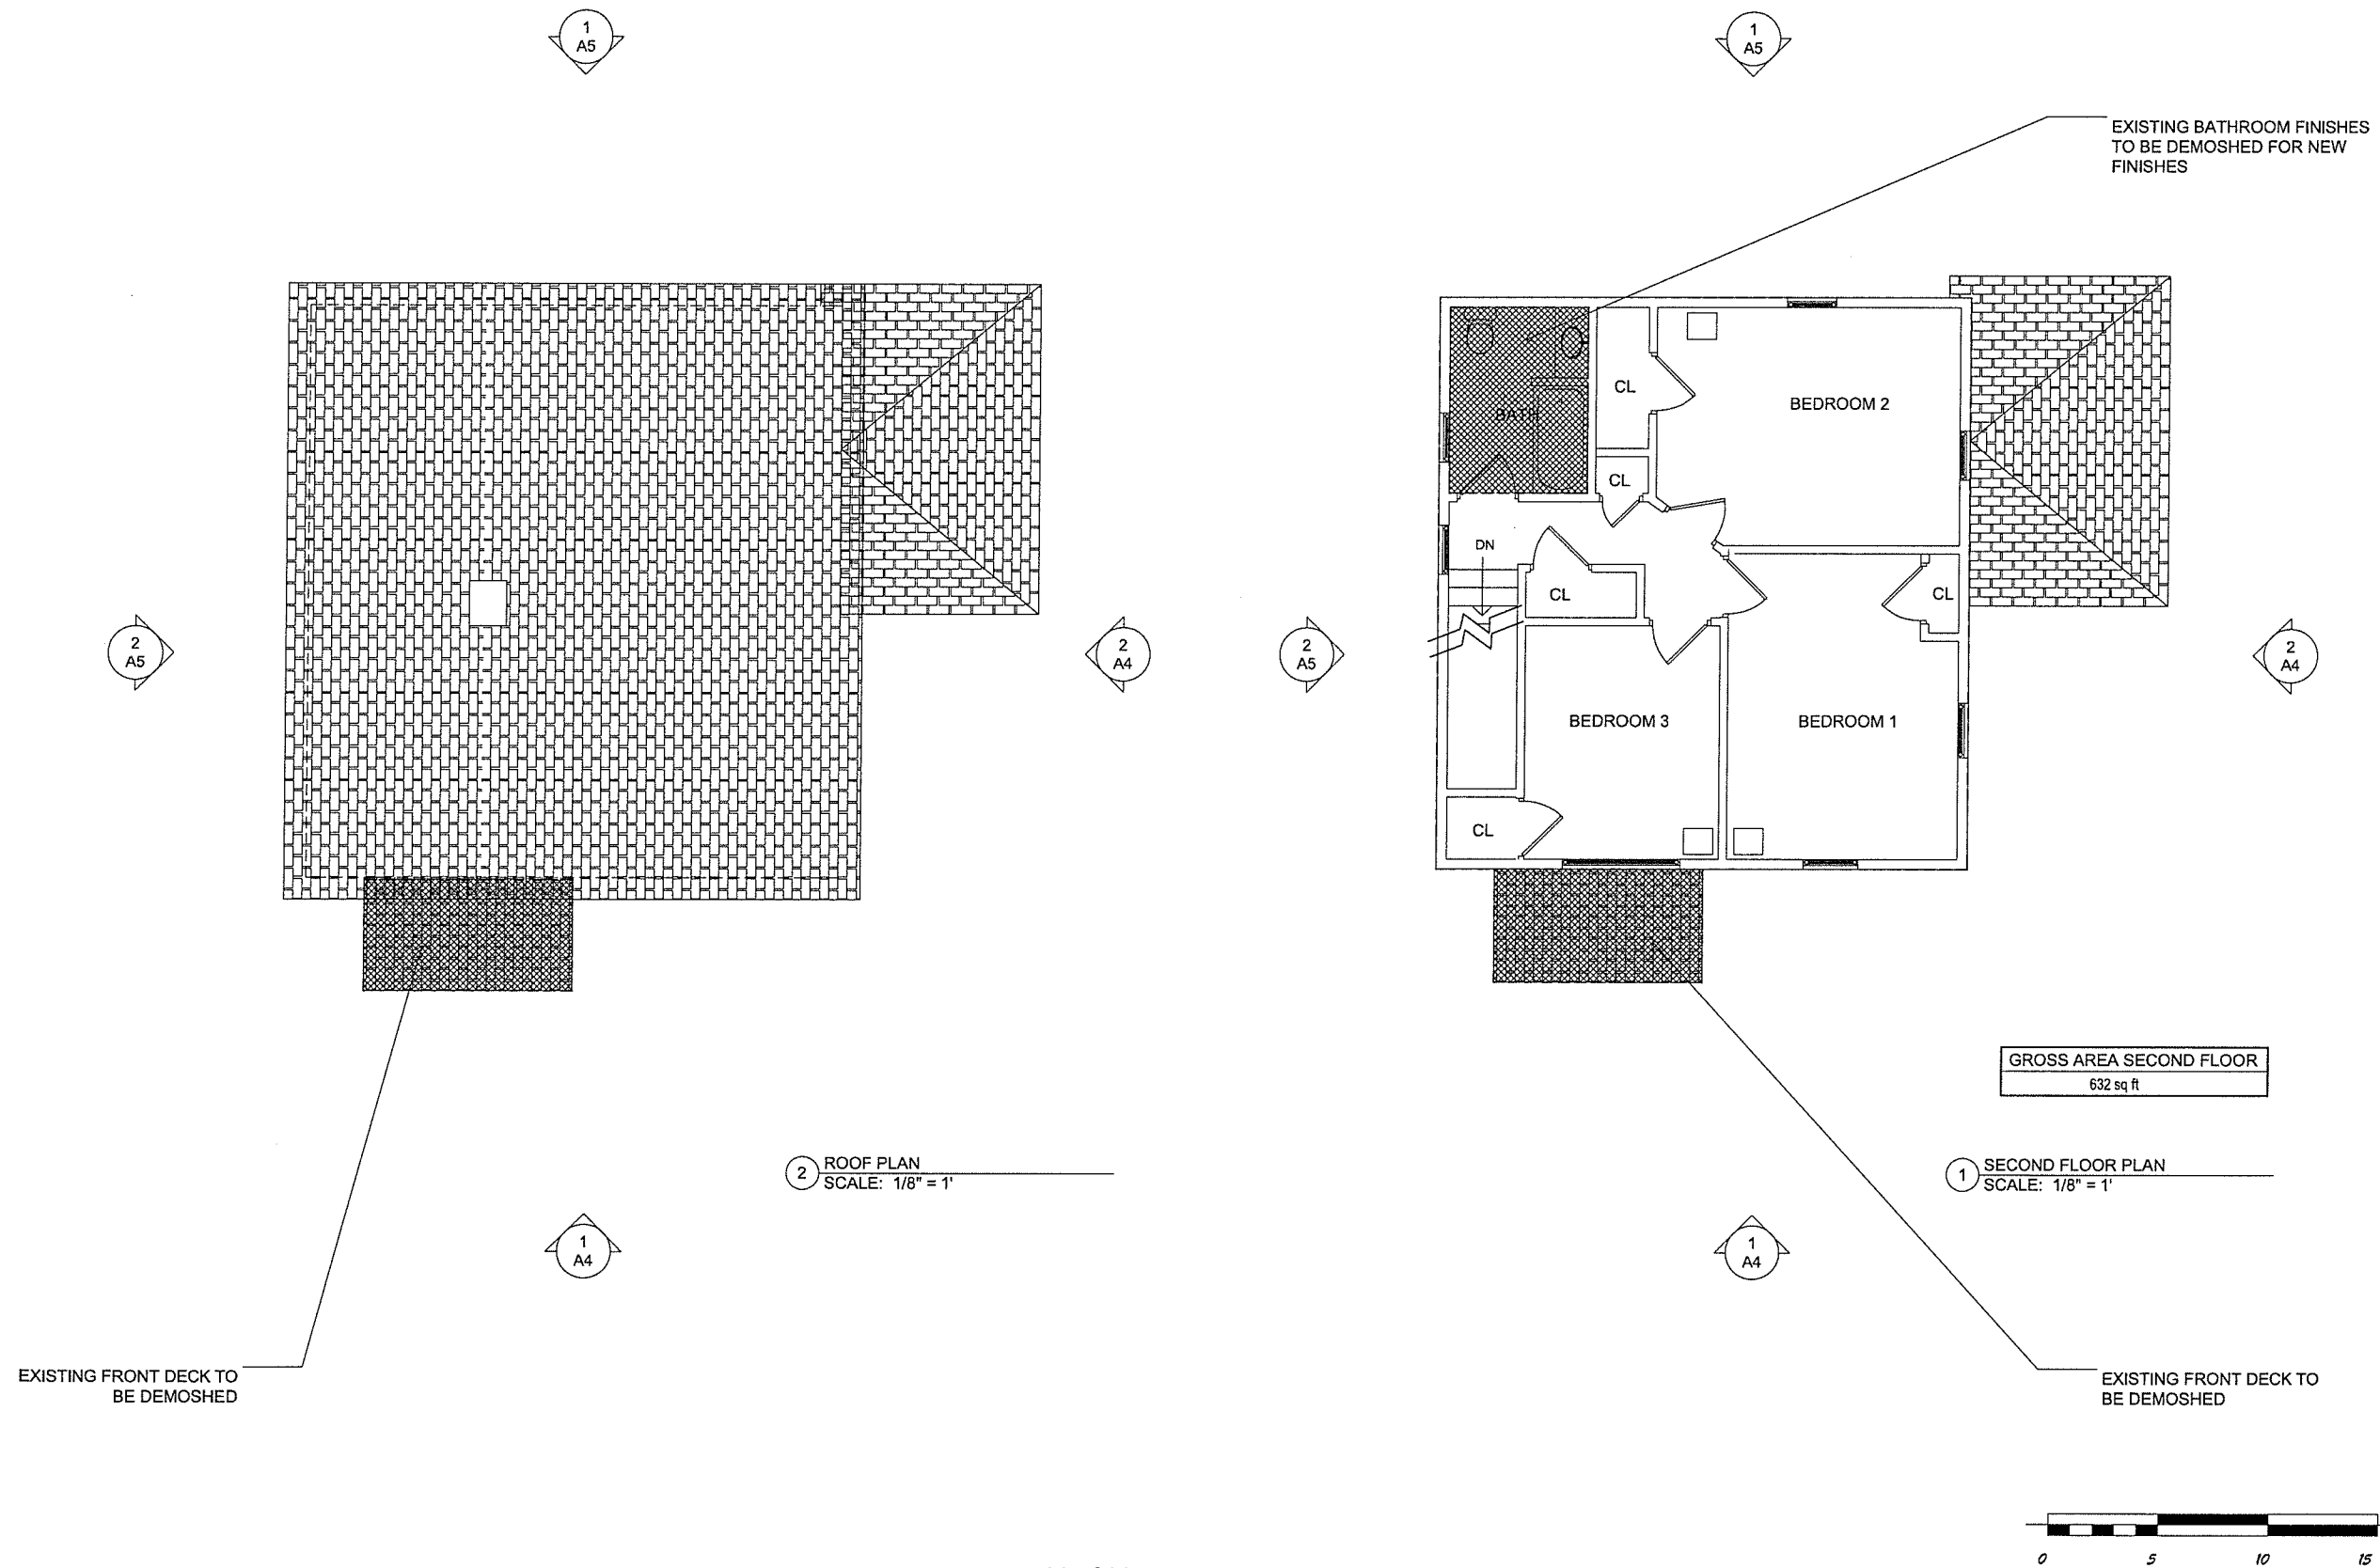 1
A5
1
A5
EXISTING BATHROOM FINISHES
TO BE DEMOSHED FOR NEW
FINISHES
CL
BEDROOM 2
BATH
CL
DN
CL
CL
2
A5
2
A4
2
A5
2
A4
BEDROOM 3
BEDROOM 1
CL
GROSS AREA SECOND FLOOR
632 sq ft
2
ROOF PLAN
SCALE: 1/8" = 1'
1
SECOND FLOOR PLAN
SCALE: 1/8" = 1'
1
A4
1
A4
EXISTING FRONT DECK TO
BE DEMOSHED
EXISTING FRONT DECK TO
BE DEMOSHED
0 5 10 15